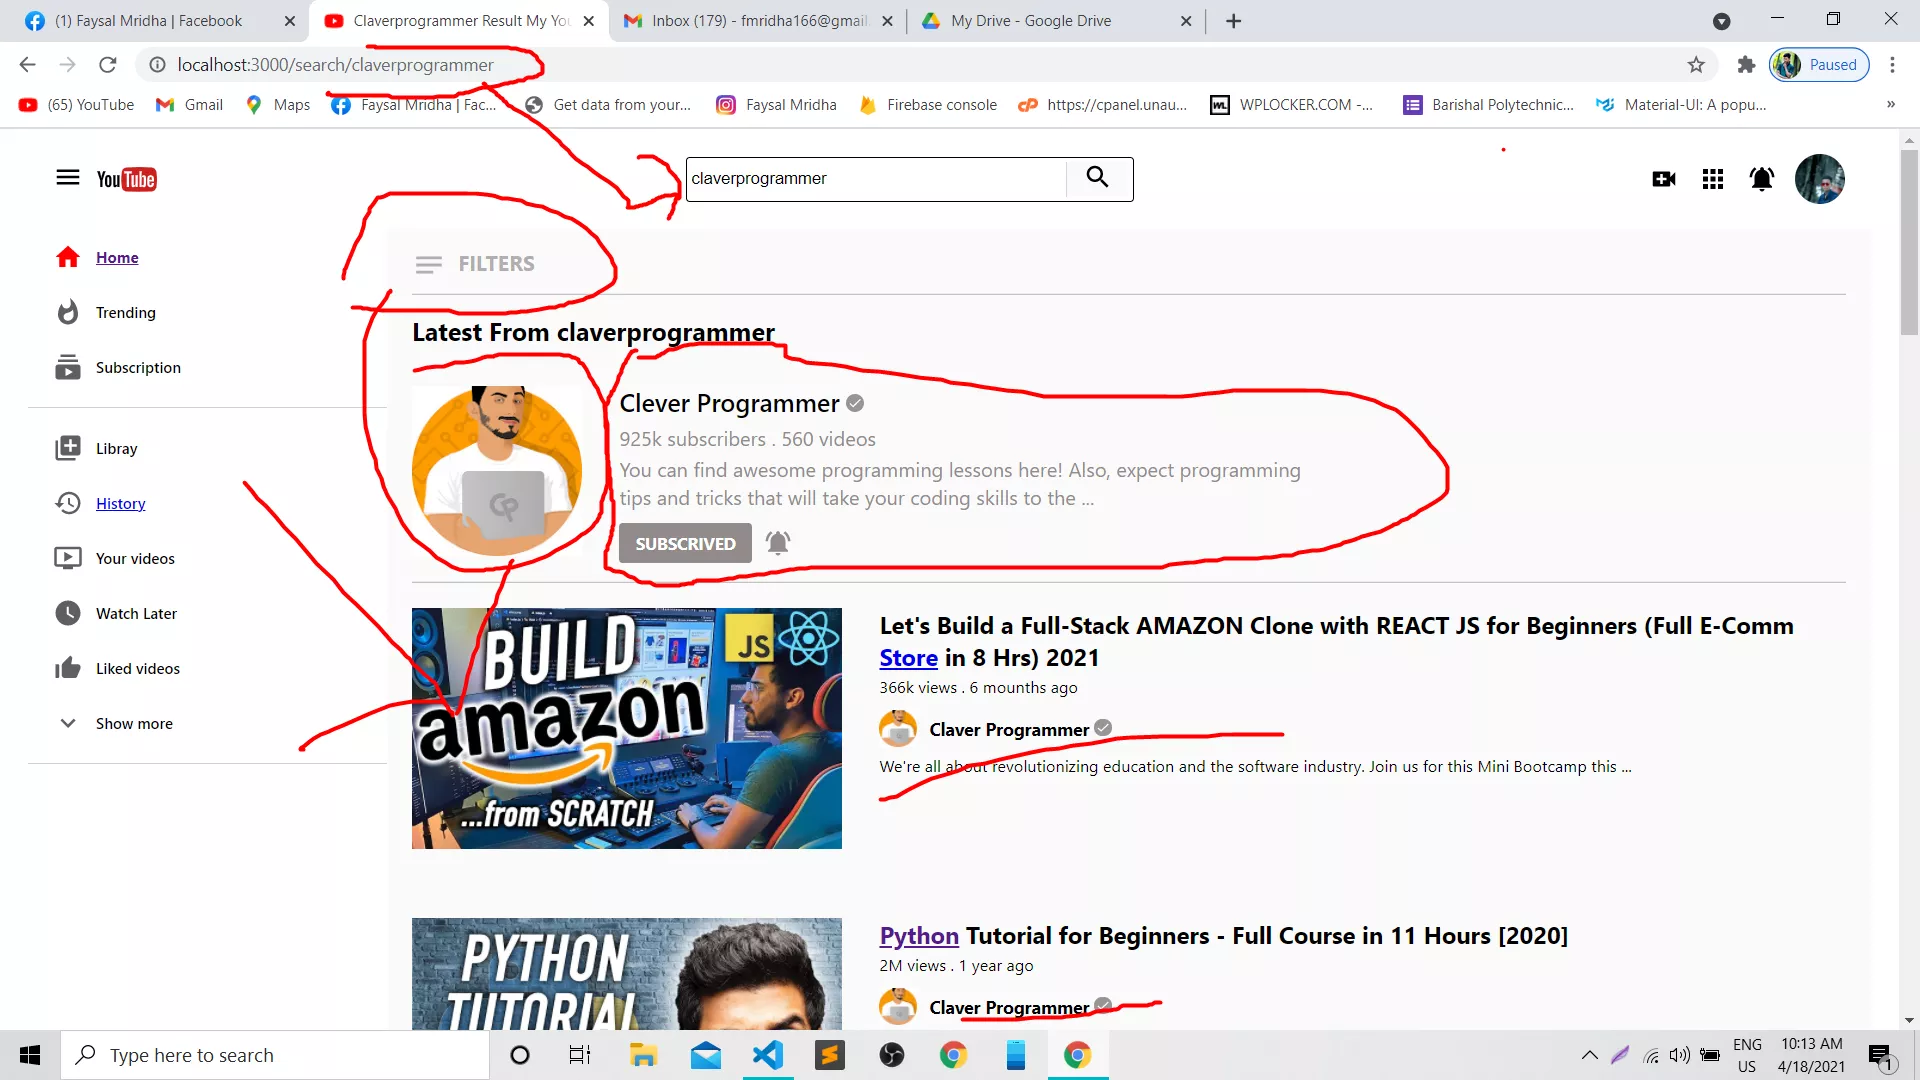 (1) Faysal Mridha | Facebook
Claverprogrammer Result My You
Inbox (179) - fmridha166@gmail.
My Drive - Google Drive
localhost:3000/search/claverprogrammer
Paused
(65) YouTube
Gmail
Maps
Faysal Mridha | Fac...
Get data from your...
Faysal Mridha
Firebase console
https://cpanel.unau...
WL
WPLOCKER.COM -...
Barishal Polytechnic...
Material-UI: A popu...
»
YouTube
claverprogrammer
Home
Trending
Subscription
Libray
History
Your videos
Watch Later
Liked videos
Show more
FILTERS
Latest From claverprogrammer
CP
Clever Programmer
925k subscribers . 560 videos
You can find awesome programming lessons here! Also, expect programming
tips and tricks that will take your coding skills to the ...
SUBSCRIVED
BUILD
JS
amazon
...from SCRATCH
Let's Build a Full-Stack AMAZON Clone with REACT JS for Beginners (Full E-Comm
Store in 8 Hrs) 2021
366k views . 6 mounths ago
Claver Programmer
We're all about revolutionizing education and the software industry. Join us for this Mini Bootcamp this ...
PYTHON
TUTORIAL
Python Tutorial for Beginners - Full Course in 11 Hours [2020]
2M views . 1 year ago
Claver Programmer
Type here to search
ENG
US
10:13 AM
4/18/2021
1